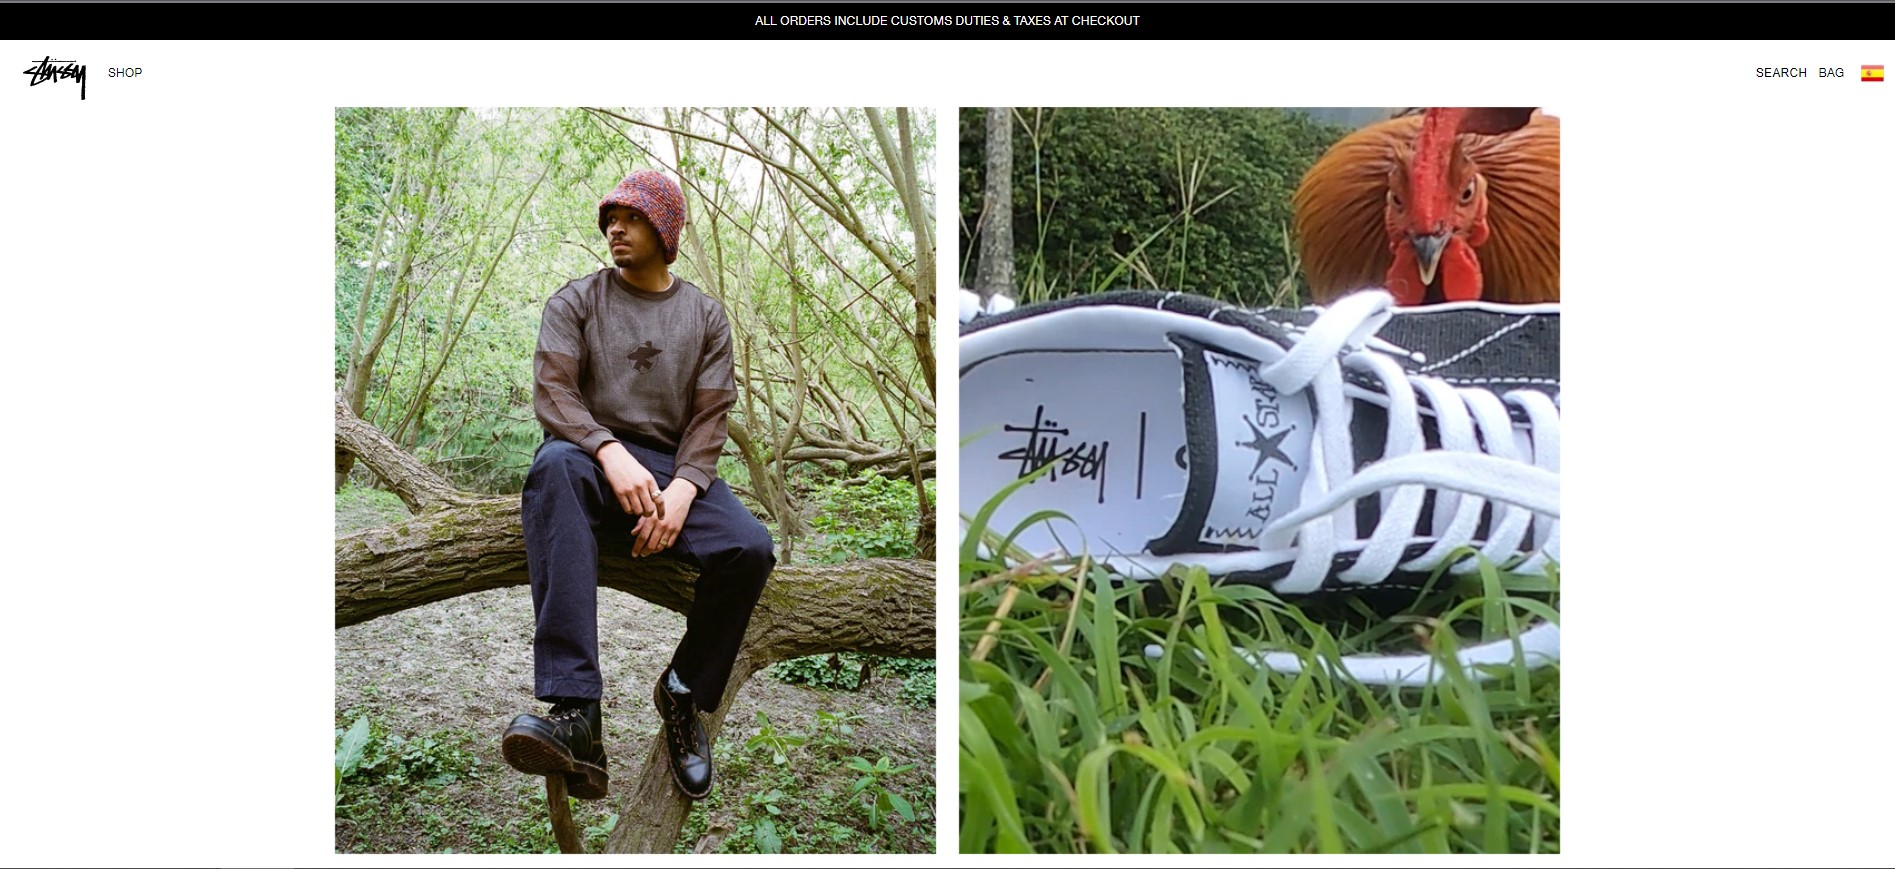 ALL ORDERS INCLUDE CUSTOMS DUTIES & TAXES AT CHECKOUT
Stüssy
SHOP
SEARCH BAG
Stüssy |
ALL STAR